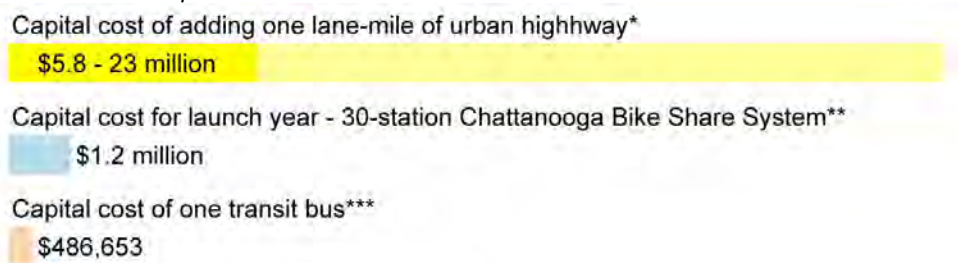 Capital cost of adding one lane-mile of urban highhway*
$5.8 - 23 million
Capital cost for launch year - 30-station Chattanooga Bike Share System**
$1.2 million
Capital cost of one transit bus***
$486,653